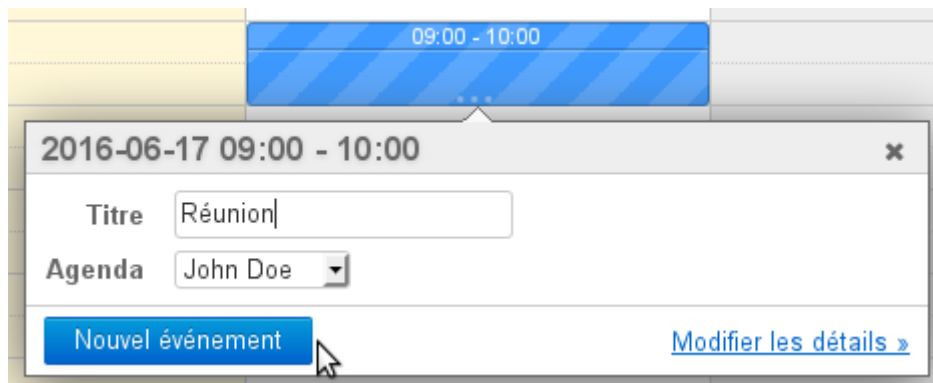 09:00 - 10:00
2016-06-17 09:00 - 10:00
Titre Réunion
Agenda John Doe
Nouvel événement Modifier les détails »